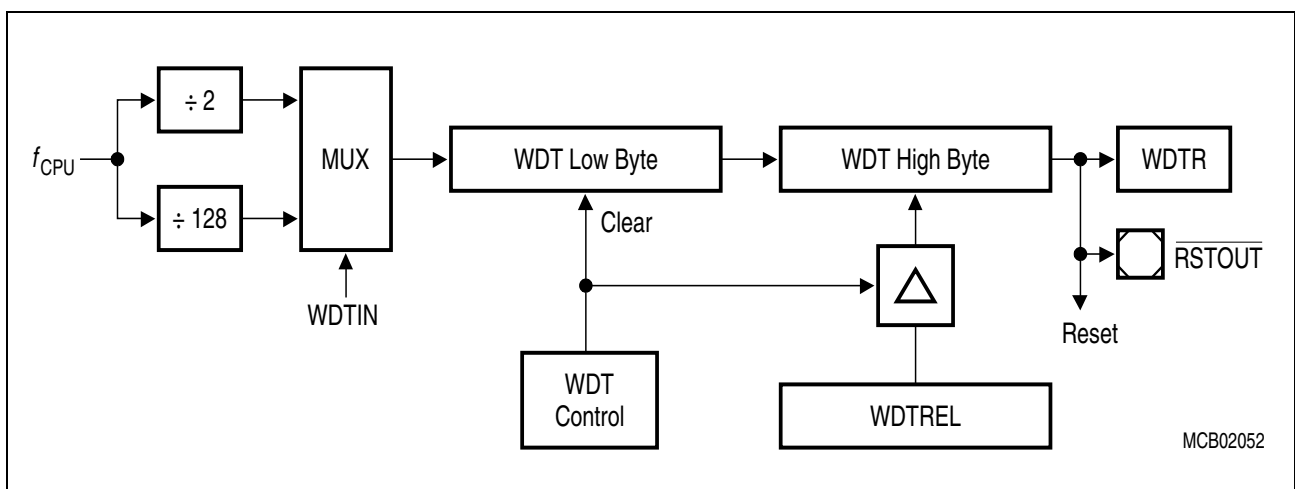 ÷ 2
fCPU
÷ 128
MUX
WDTIN
WDT Low Byte
WDT High Byte
WDTR
Clear
RSTOUT
Reset
WDT
Control
WDTREL
MCB02052